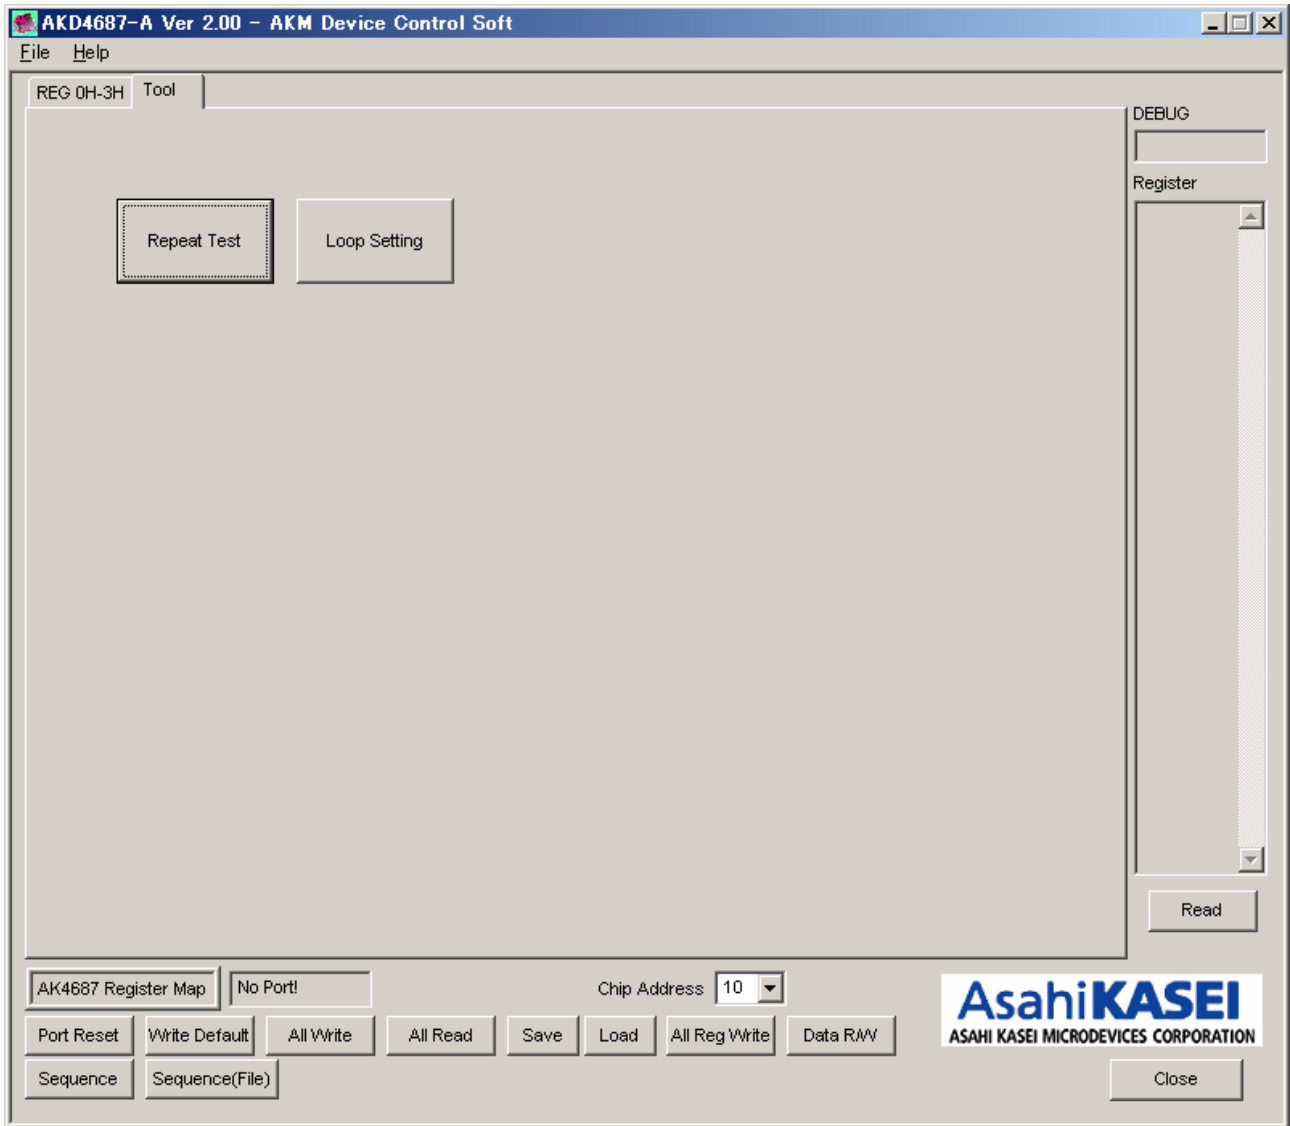 AKD4687-A Ver 2.00 - AKM Device Control Soft
File Help
REG 0H-3H Tool
DEBUG
Register
Repeat Test Loop Setting
Read
AK4687 Register Map No Port! Chip Address 10
AsahiKASEI
ASAHI KASEI MICRODEVICES CORPORATION
Port Reset Write Default All Write All Read Save Load All Reg Write Data R/W
Sequence Sequence(File) Close